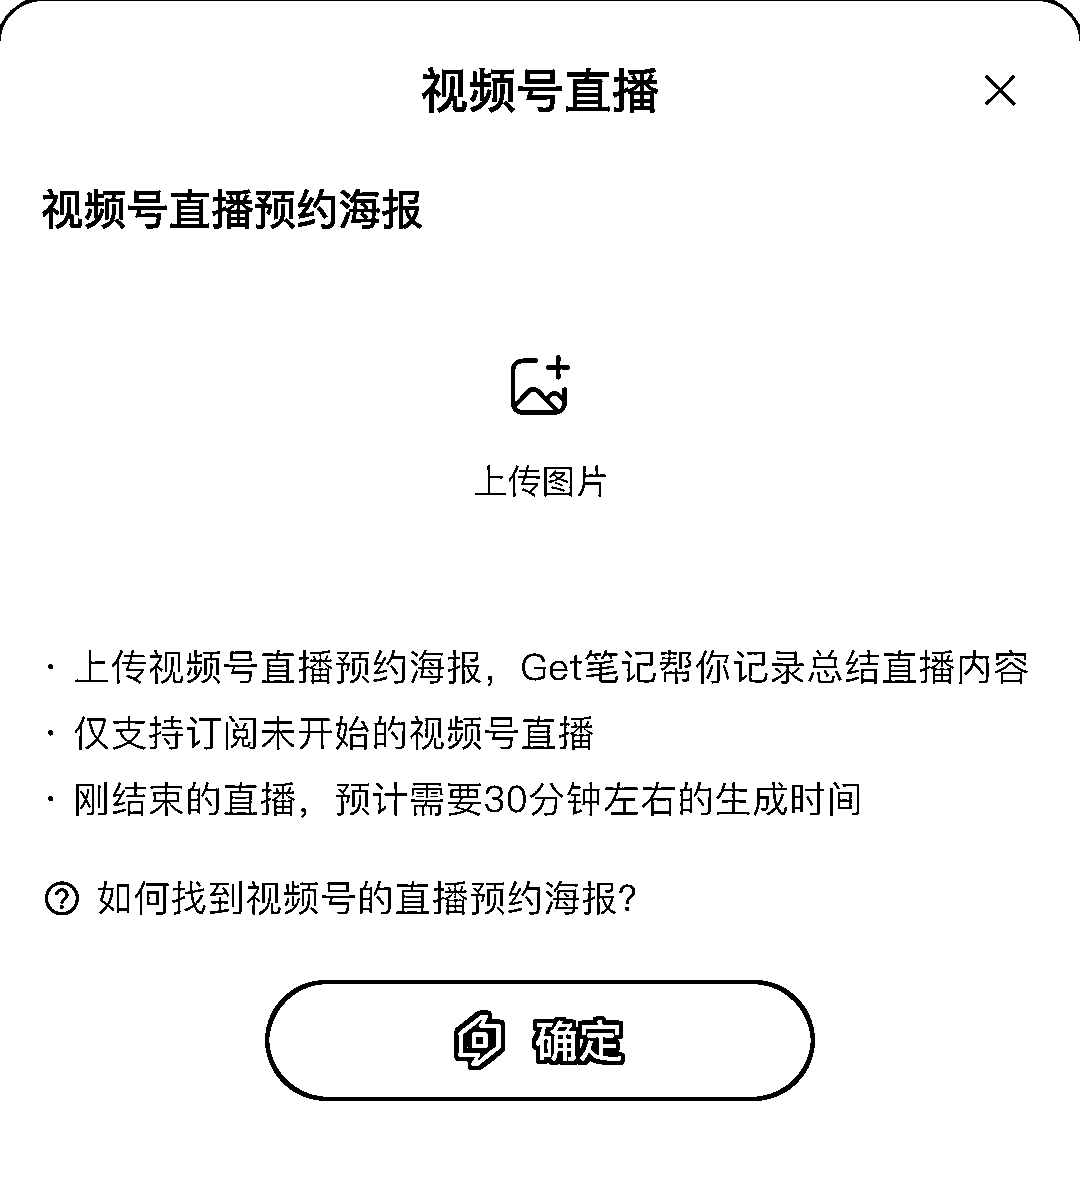 视频号直播
视频号直播预约海报
上传图片
· 上传视频号直播预约海报，Get笔记帮你记录总结直播内容
· 仅支持订阅未开始的视频号直播
· 刚结束的直播，预计需要30分钟左右的生成时间
如何找到视频号的直播预约海报？
确定